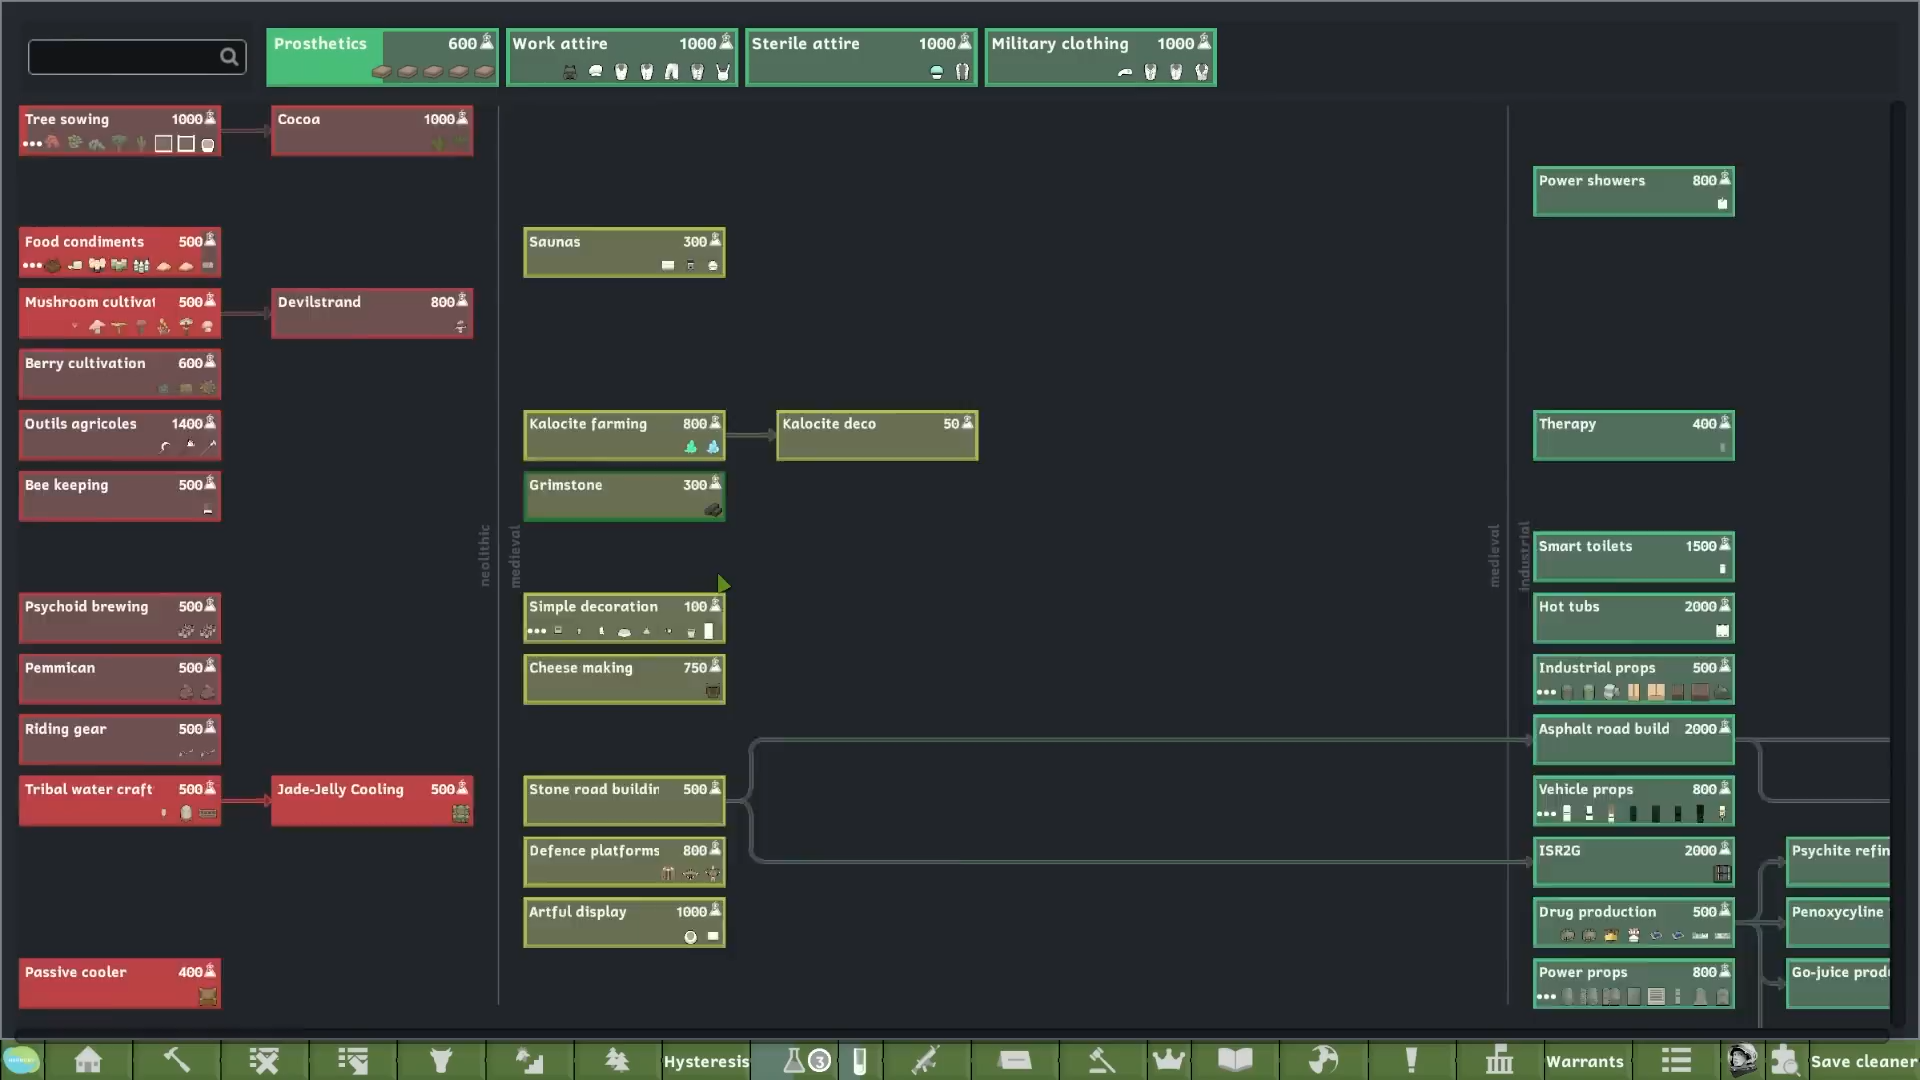 Prosthetics 600
Work attire 1000
Sterile attire 1000
Military clothing 1000
Tree sowing 1000
Cocoa 1000
Power showers 800
Food condiments 500
Saunas 300
Mushroom cultivat 500
Devilstrand 800
Berry cultivation 600
Outils agricoles 1400
Kalocite farming 800
Kalocite deco 50
Therapy 400
Bee keeping 500
Grimstone 300
neolithic
medieval
medieval
industrial
Smart toilets 1500
Psychoid brewing 500
Simple decoration 100
Hot tubs 2000
Pemmican 500
Cheese making 750
Industrial props 500
Riding gear 500
Asphalt road build 2000
Tribal water craft 500
Jade-Jelly Cooling 500
Stone road buildin 500
Vehicle props 800
Defence platforms 800
ISR2G 2000
Psychite refin
Artful display 1000
Drug production 500
Penoxycyline
Passive cooler 400
Power props 800
Go-juice prod
Hysteresis
3
Warrants
Save cleaner